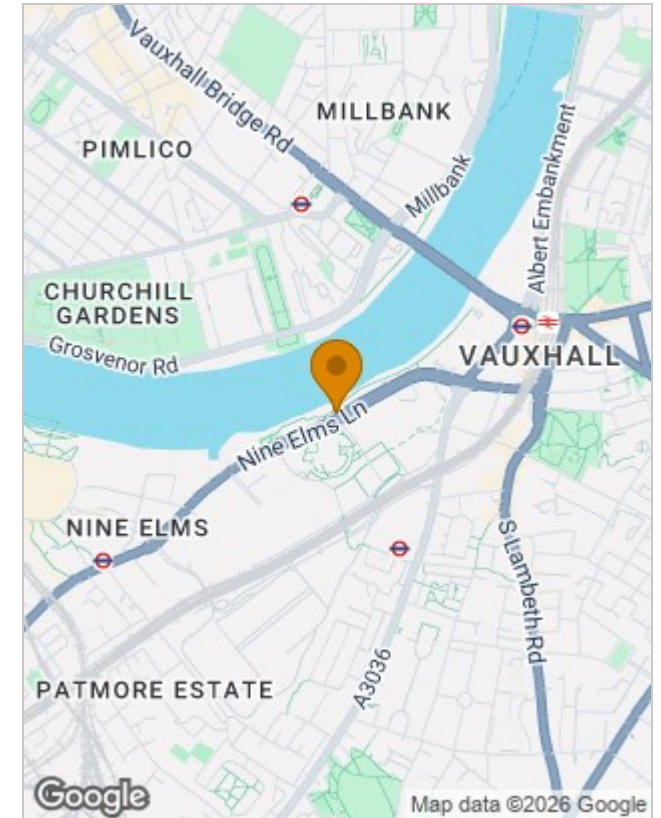 Vauxhall Bridge Rd
MILLBANK
PIMLICO
Millbank
Albert Embankment
CHURCHILL
GARDENS
Grosvenor Rd
VAUXHALL
Nine Elms Ln
NINE ELMS
S Lambeth Rd
A3036
PATMORE ESTATE
Google
Map data ©2026 Google